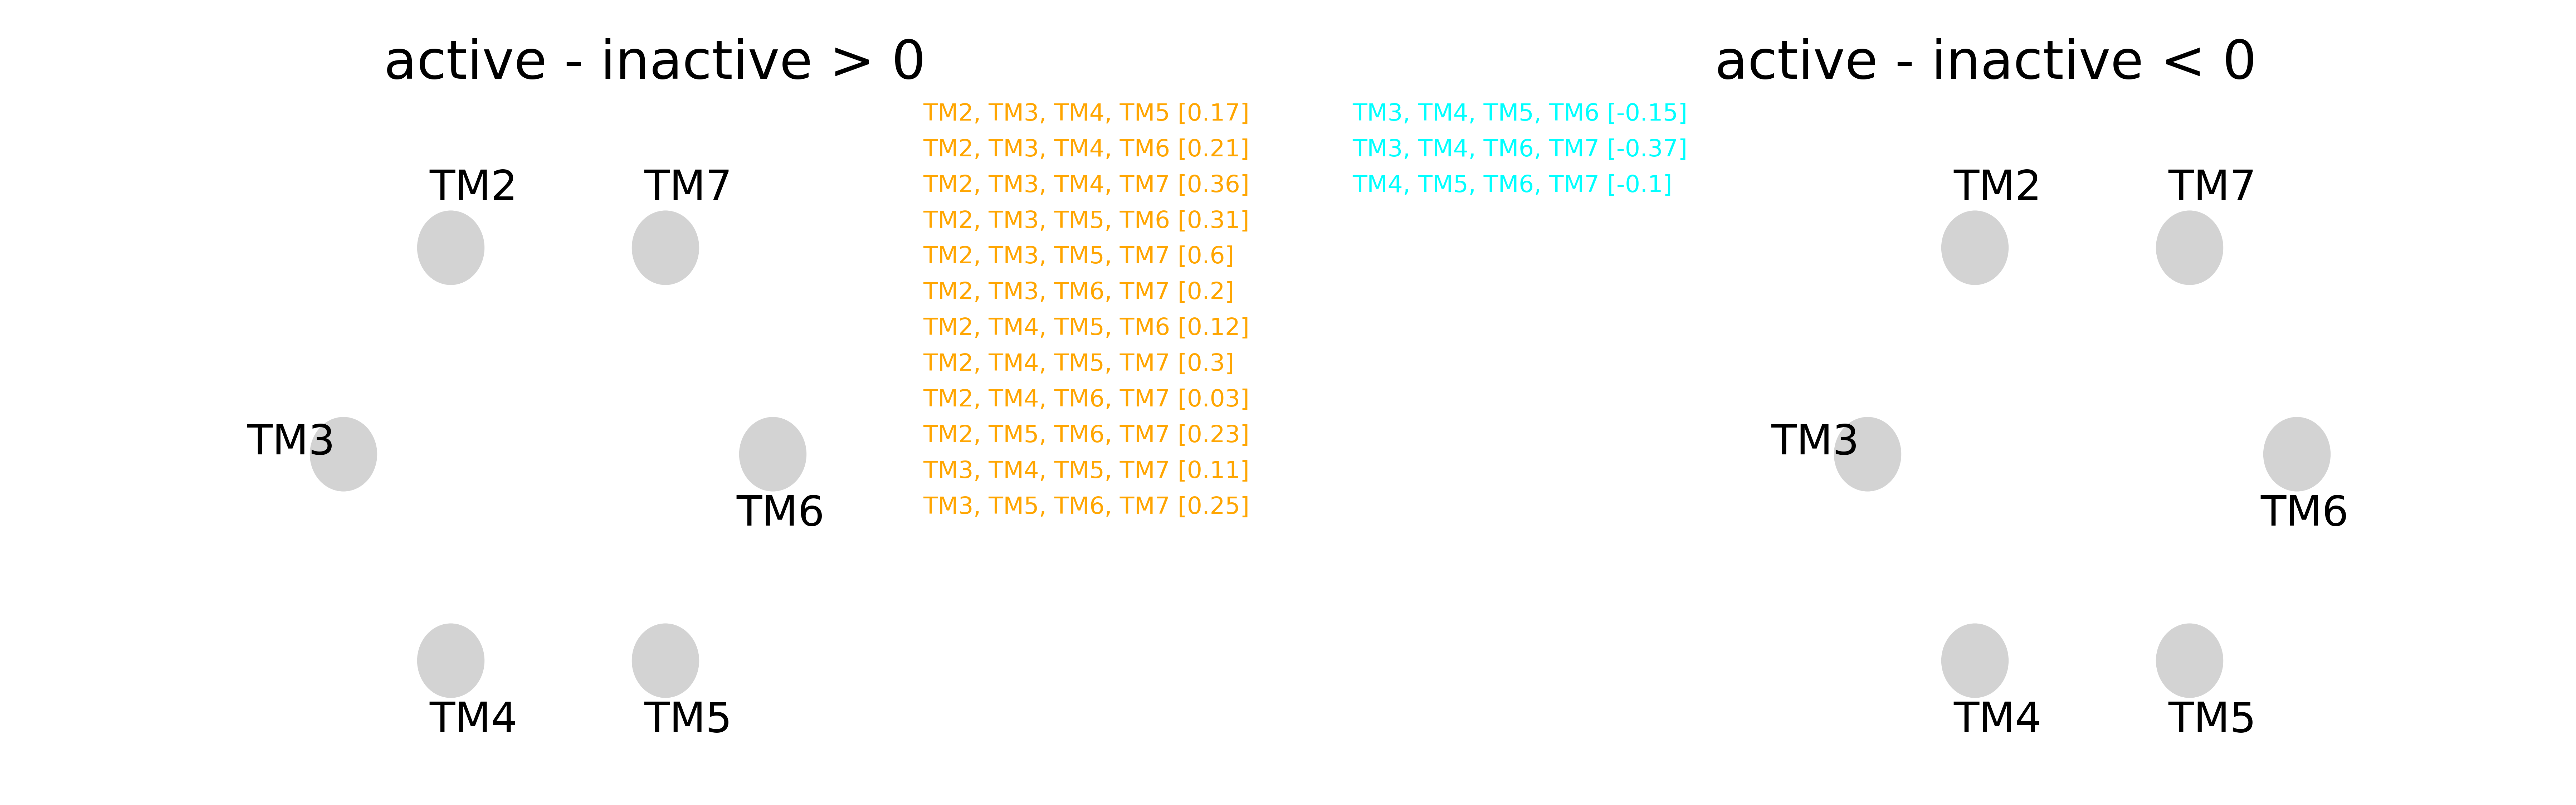 active - inactive > 0
TM2, TM3, TM4, TM5 [0.17]
TM2, TM3, TM4, TM6 [0.21]
TM2, TM3, TM4, TM7 [0.36]
TM2, TM3, TM5, TM6 [0.31]
TM2, TM3, TM5, TM7 [0.6]
TM2, TM3, TM6, TM7 [0.2]
TM2, TM4, TM5, TM6 [0.12]
TM2, TM4, TM5, TM7 [0.3]
TM2, TM4, TM6, TM7 [0.03]
TM2, TM5, TM6, TM7 [0.23]
TM3, TM4, TM5, TM7 [0.11]
TM3, TM5, TM6, TM7 [0.25]
TM2
TM7
TM3
TM6
TM4
TM5
active - inactive < 0
TM3, TM4, TM5, TM6 [-0.15]
TM3, TM4, TM6, TM7 [-0.37]
TM4, TM5, TM6, TM7 [-0.1]
TM2
TM7
TM3
TM6
TM4
TM5